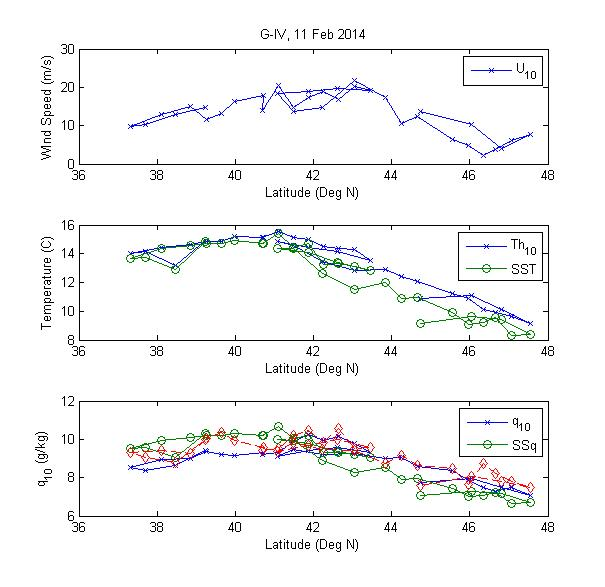 G-IV, 11 Feb 2014
30
20
10
0
WInd Speed (m/s)
U10
36 38 40 42 44 46 48
Latitude (Deg N)
16
14
12
10
8
Temperature (C)
Th10
SST
36 38 40 42 44 46 48
Latitude (Deg N)
12
10
8
6
q10 (g/kg)
q10
SSq
36 38 40 42 44 46 48
Latitude (Deg N)